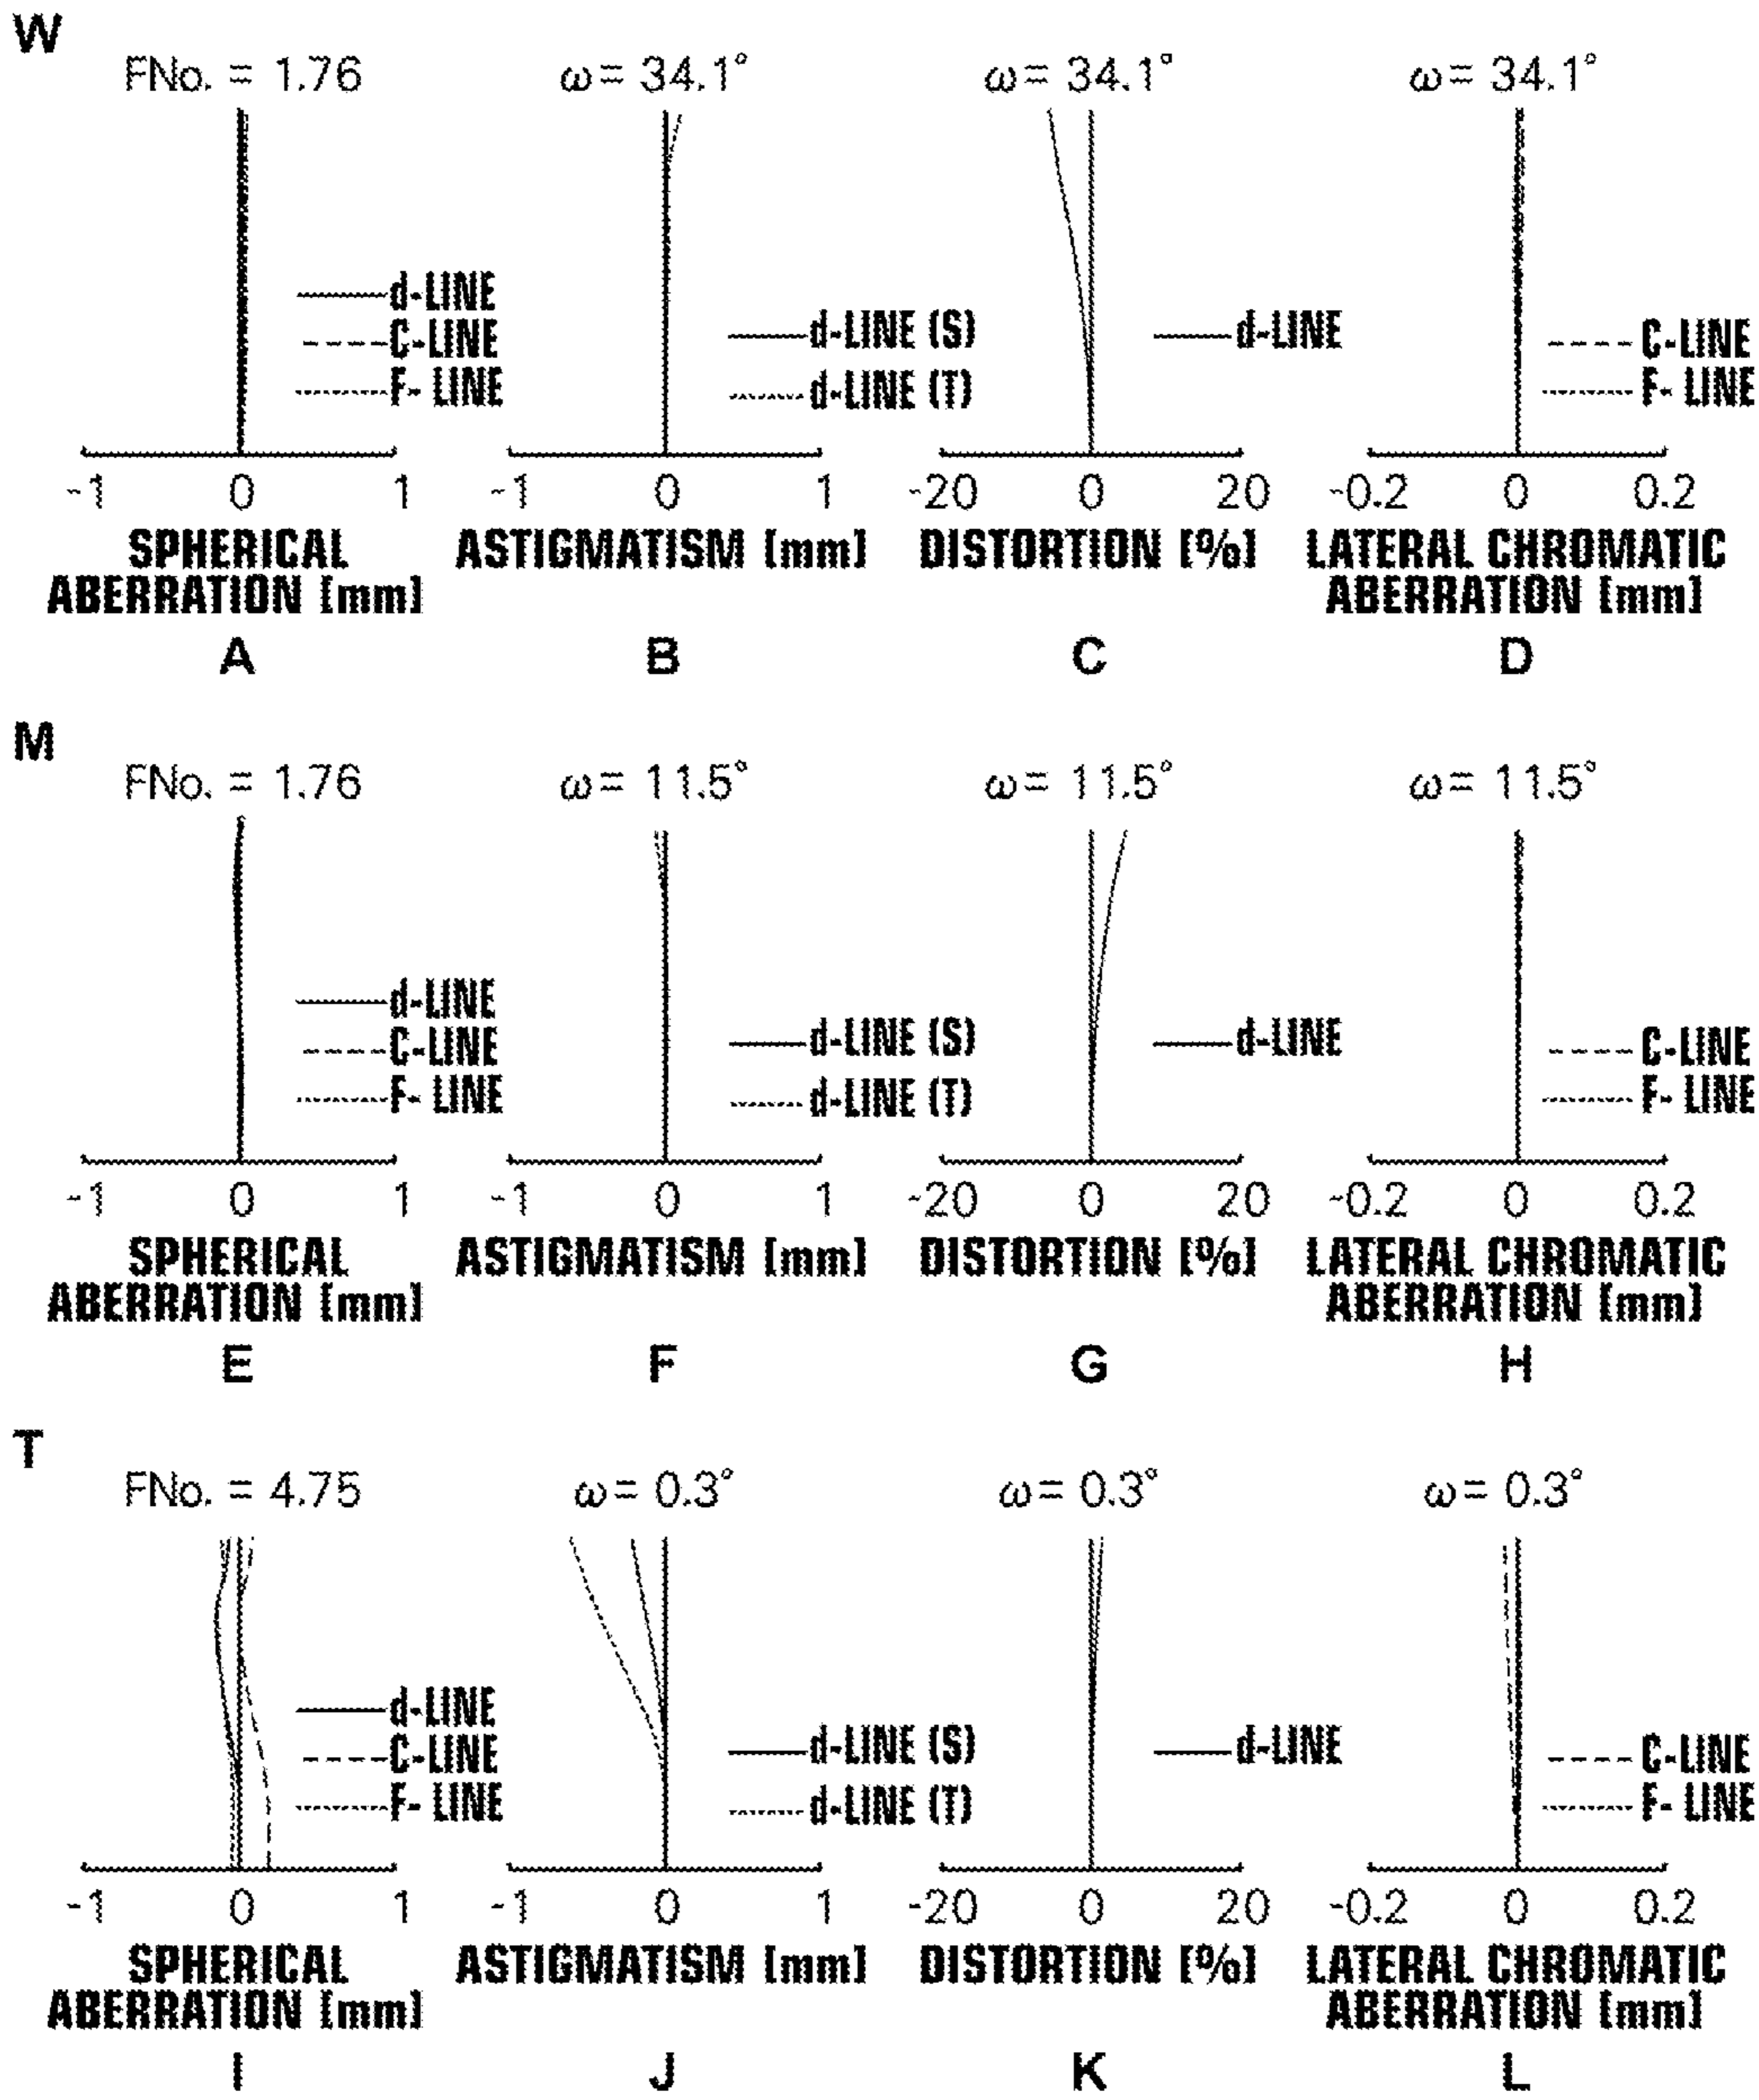 W
FNo. = 1.76
ω= 34.1°
ω= 34.1°
ω= 34.1°
d-LINE
C-LINE
F- LINE
d-LINE (S)
d-LINE (T)
d-LINE
C-LINE
F- LINE
-1 0 1
-1 0 1
-20 0 20
-0.2 0 0.2
SPHERICAL
ABERRATION [mm]
ASTIGMATISM [mm]
DISTORTION [%]
LATERAL CHROMATIC
ABERRATION [mm]
A
B
C
D
M
FNo. = 1.76
ω= 11.5°
ω= 11.5°
ω= 11.5°
d-LINE
C-LINE
F- LINE
d-LINE (S)
d-LINE (T)
d-LINE
C-LINE
F- LINE
-1 0 1
-1 0 1
-20 0 20
-0.2 0 0.2
SPHERICAL
ABERRATION [mm]
ASTIGMATISM [mm]
DISTORTION [%]
LATERAL CHROMATIC
ABERRATION [mm]
E
F
G
H
T
FNo. = 4.75
ω= 0.3°
ω= 0.3°
ω= 0.3°
d-LINE
C-LINE
F- LINE
d-LINE (S)
d-LINE (T)
d-LINE
C-LINE
F- LINE
-1 0 1
-1 0 1
-20 0 20
-0.2 0 0.2
SPHERICAL
ABERRATION [mm]
ASTIGMATISM [mm]
DISTORTION [%]
LATERAL CHROMATIC
ABERRATION [mm]
I
J
K
L